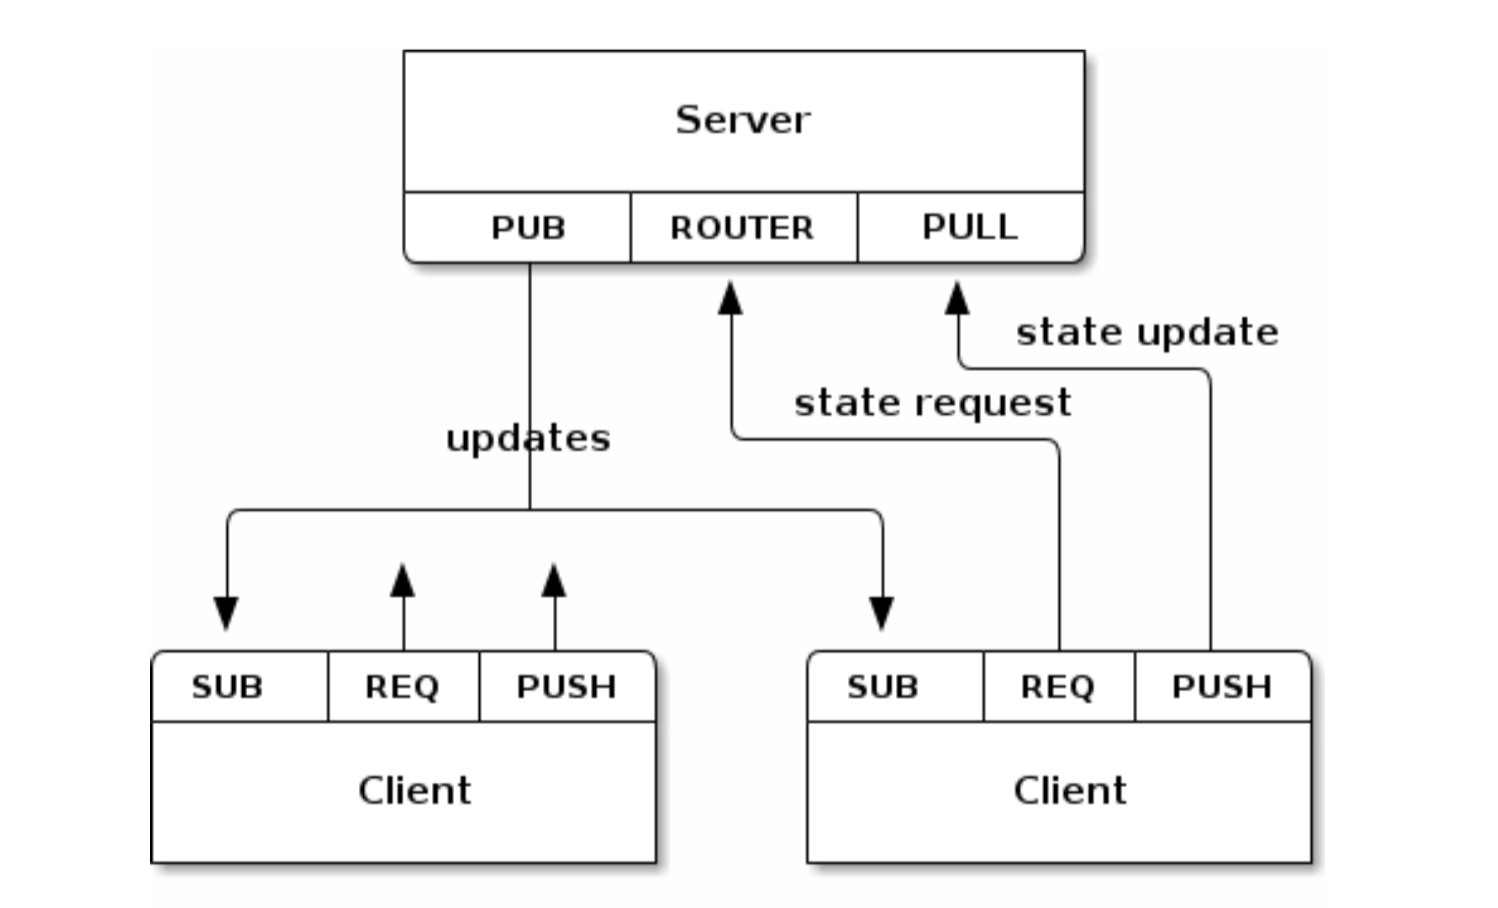 Server
PUB ROUTER PULL
state update
state request
updates
SUB REQ PUSH SUB REQ PUSH
Client Client